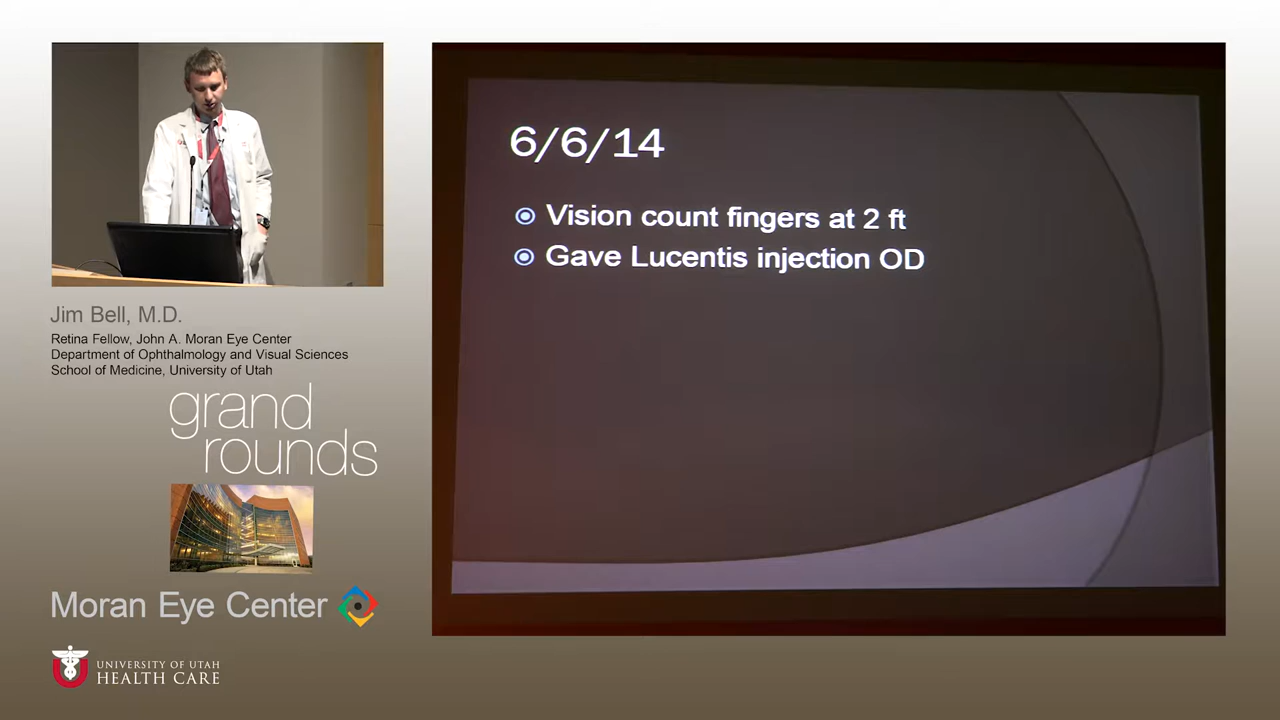 6/6/14
Vision count fingers at 2 ft
Gave Lucentis injection OD
Jim Bell, M.D.
Retina Fellow, John A. Moran Eye Center
Department of Ophthalmology and Visual Sciences
School of Medicine, University of Utah
grand
rounds
Moran Eye Center
U
UNIVERSITY OF UTAH
HEALTH CARE